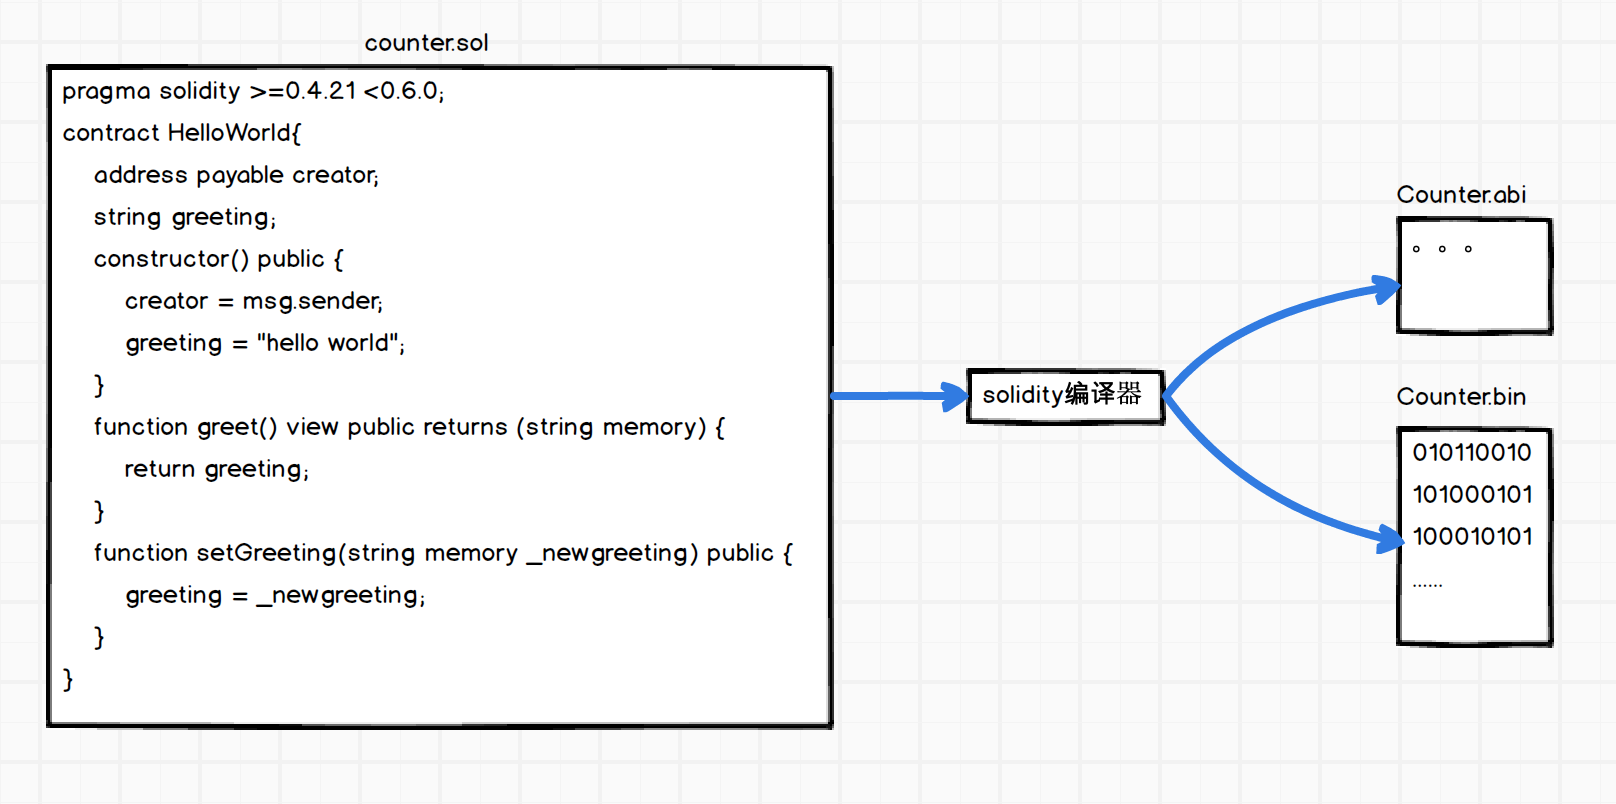 counter.sol
pragma solidity >=0.4.21 <0.6.0;
contract HelloWorld{
address payable creator;
string greeting;
constructor() public {
creator = msg.sender;
greeting = "hello world";
}
function greet() view public returns (string memory) {
return greeting;
}
function setGreeting(string memory _newgreeting) public {
greeting = _newgreeting;
}
}
solidity编译器
Counter.abi
。。。
Counter.bin
010110010
101000101
100010101
......